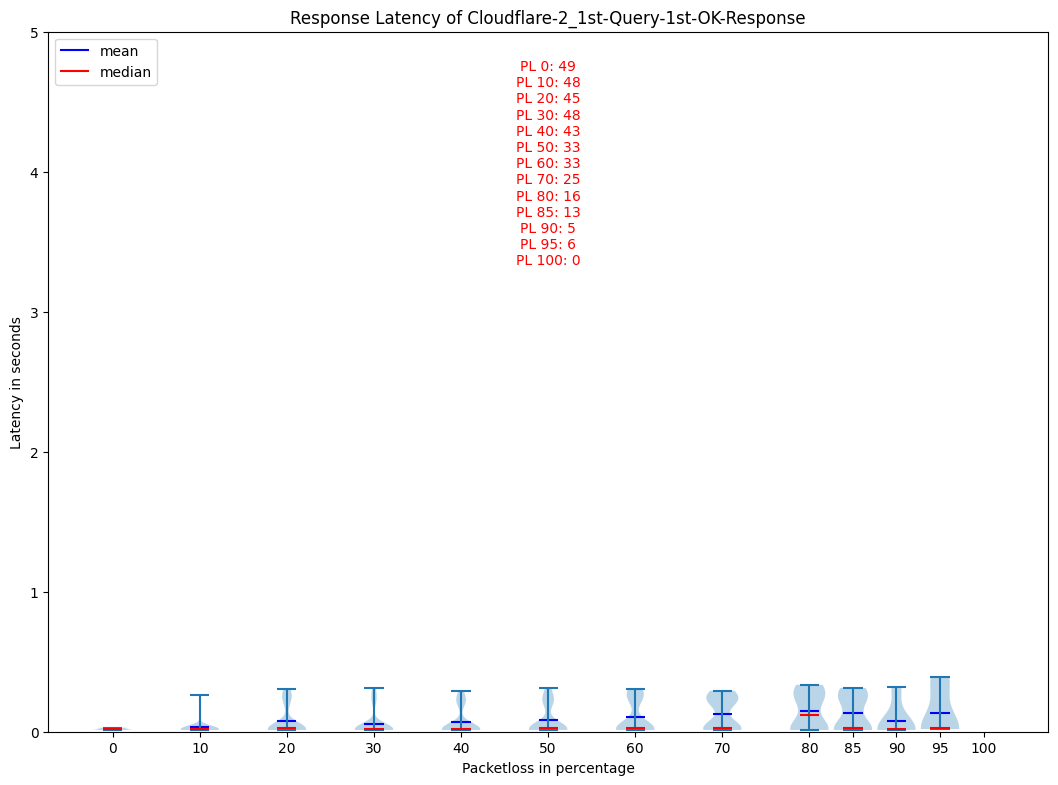 Response Latency of Cloudflare-2_1st-Query-1st-OK-Response
mean
median
PL 0: 49
PL 10: 48
PL 20: 45
PL 30: 48
PL 40: 43
PL 50: 33
PL 60: 33
PL 70: 25
PL 80: 16
PL 85: 13
PL 90: 5
PL 95: 6
PL 100: 0
5
4
3
2
1
0
Latency in seconds
0 10 20 30 40 50 60 70 80 85 90 95 100
Packetloss in percentage